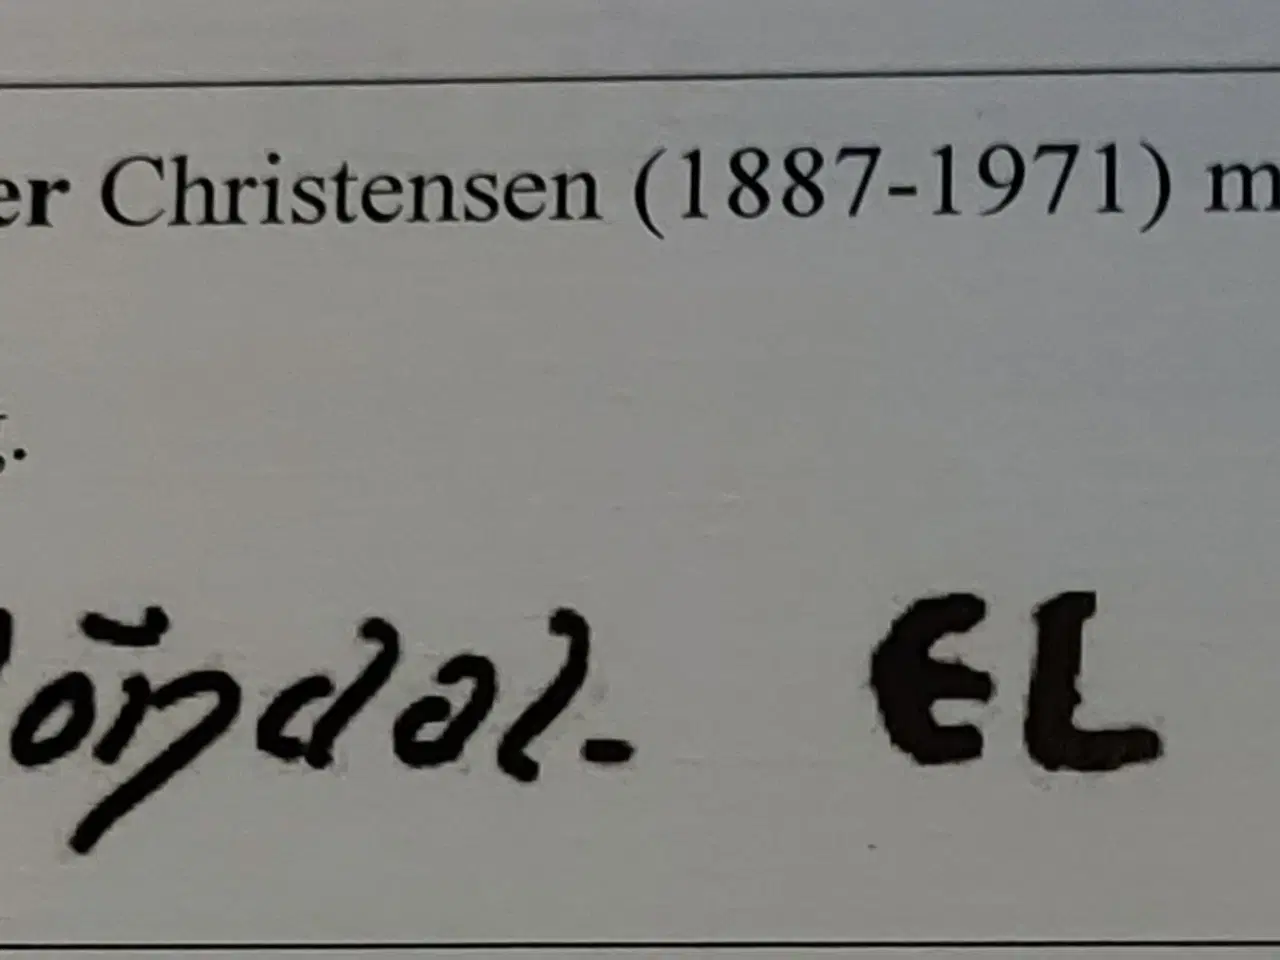 er Christensen (1887-1971) m
g.
öndal. EL